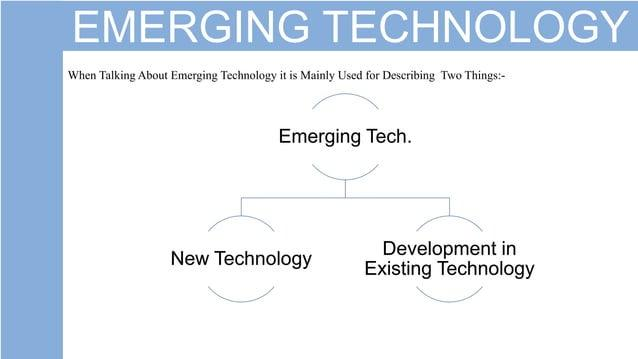 EMERGING TECHNOLOGY
When Talking About Emerging Technology it is Mainly Used for Describing Two Things:-
Emerging Tech.
New Technology
Development in
Existing Technology